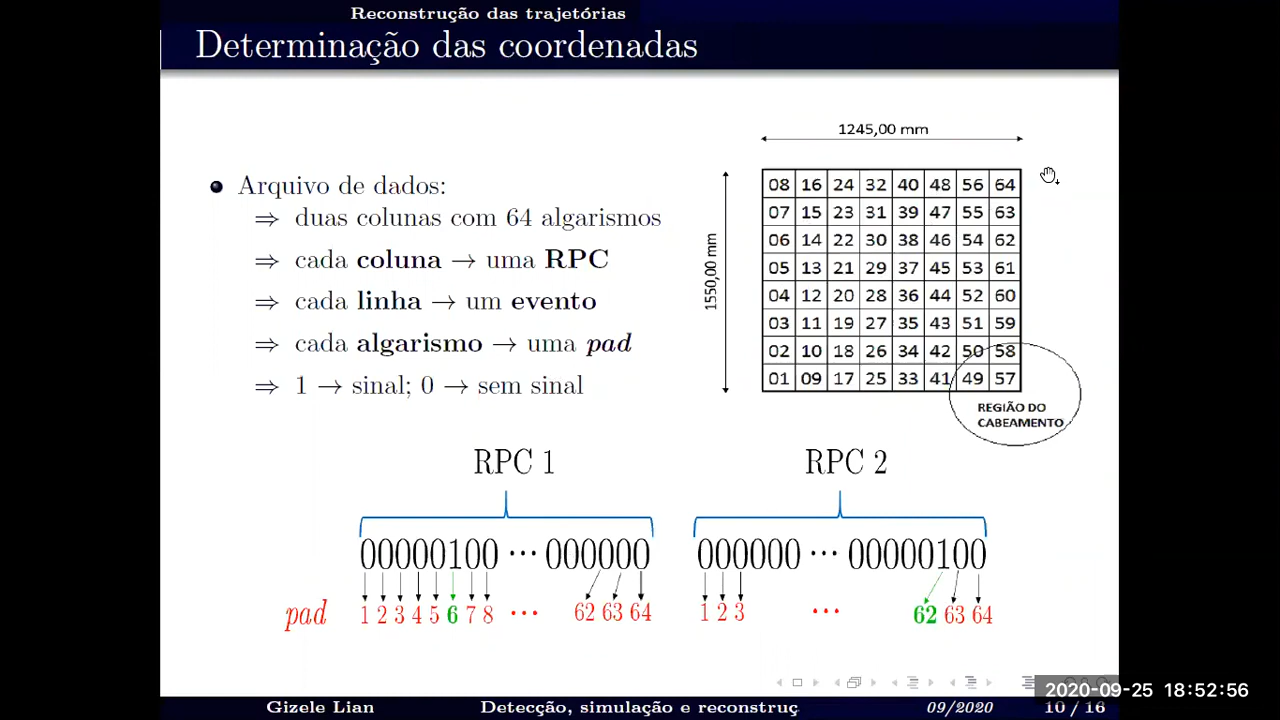 Reconstrução das trajetórias
Determinação das coordenadas
Arquivo de dados:
⇒ duas colunas com 64 algarismos
⇒ cada coluna → uma RPC
⇒ cada linha → um evento
⇒ cada algarismo → uma pad
⇒ 1 → sinal; 0 → sem sinal
1245,00 mm
1550,00 mm
08 16 24 32 40 48 56 64
07 15 23 31 39 47 55 63
06 14 22 30 38 46 54 62
05 13 21 29 37 45 53 61
04 12 20 28 36 44 52 60
03 11 19 27 35 43 51 59
02 10 18 26 34 42 50 58
01 09 17 25 33 41 49 57
REGIÃO DO
CABEAMENTO
RPC 1 RPC 2
00000100 ··· 000000 000000 ··· 00000100
pad 1 2 3 4 5 6 7 8 ··· 62 63 64 1 2 3 ··· 62 63 64
2020-09-25 18:52:56
Gizele Lian Detecção, simulação e reconstruç 09/2020 10 / 16